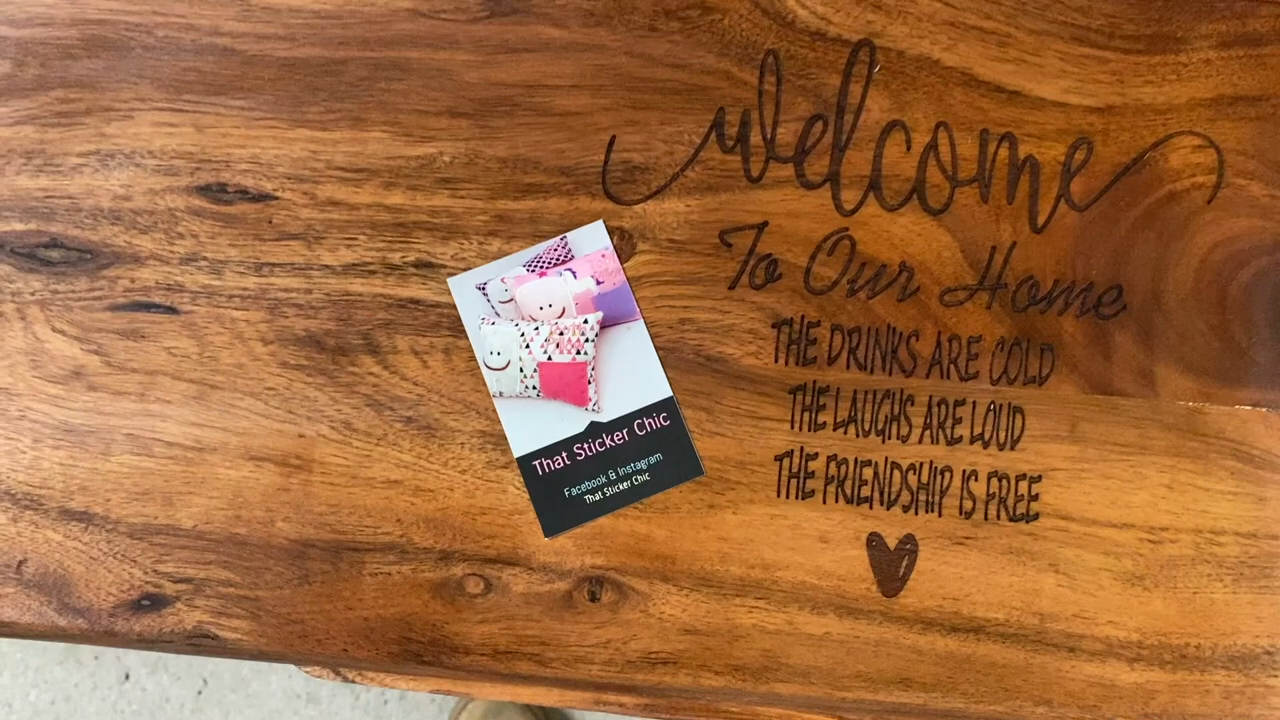 welcome
To Our Home
THE DRINKS ARE COLD
THE LAUGHS ARE LOUD
THE FRIENDSHIP IS FREE
That Sticker Chic
Facebook & Instagram
That Sticker Chic